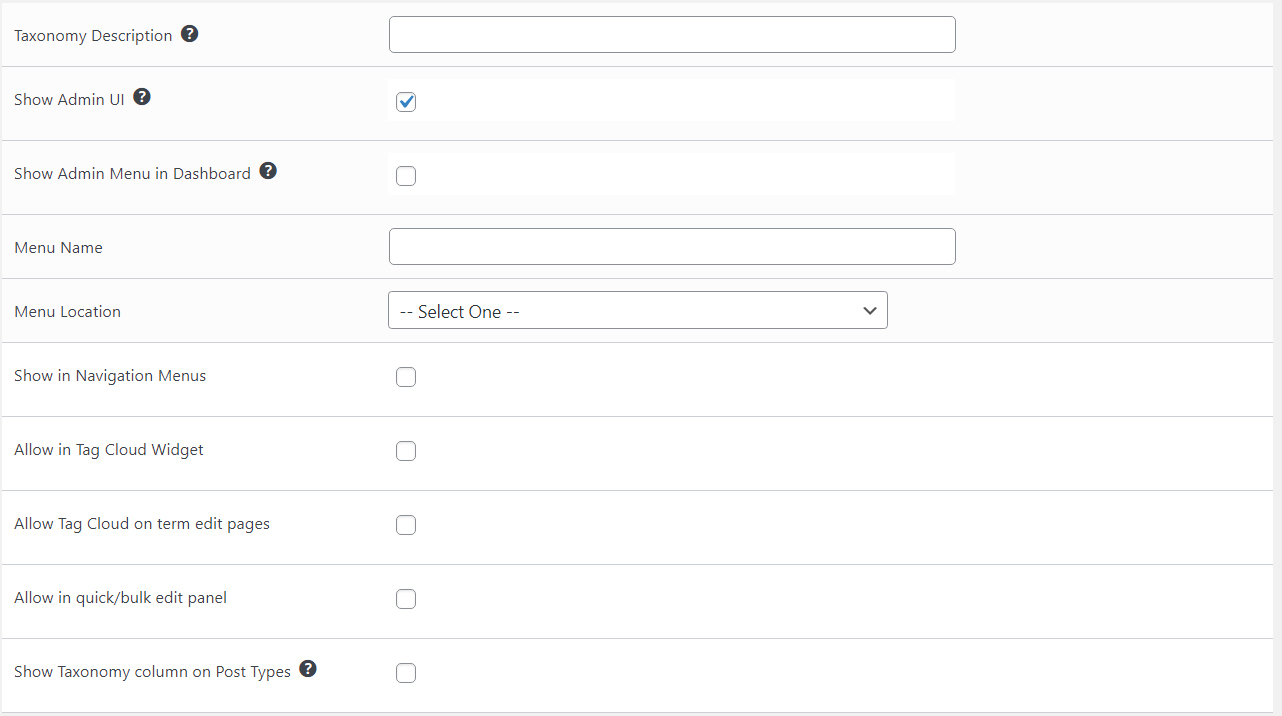 Taxonomy Description ?
Show Admin UI ?
Show Admin Menu in Dashboard ?
Menu Name
Menu Location -- Select One --
Show in Navigation Menus
Allow in Tag Cloud Widget
Allow Tag Cloud on term edit pages
Allow in quick/bulk edit panel
Show Taxonomy column on Post Types ?